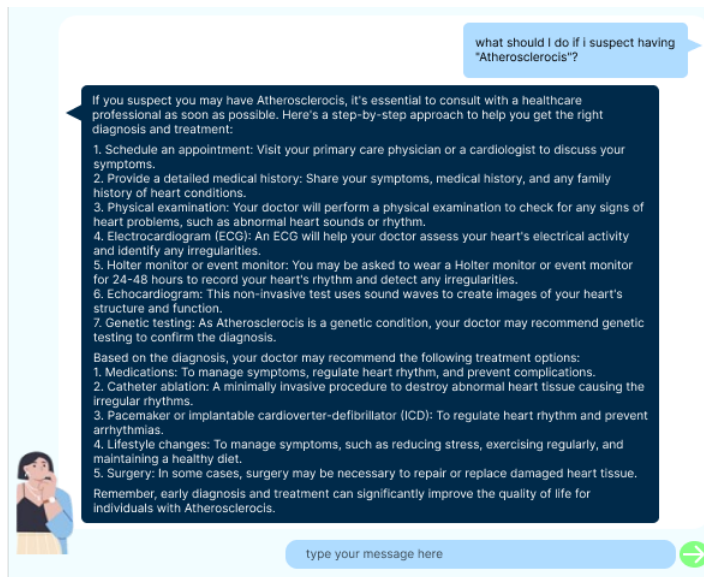 what should I do if i suspect having
"Atherosclerocis"?
If you suspect you may have Atherosclerocis, it's essential to consult with a healthcare
professional as soon as possible. Here's a step-by-step approach to help you get the right
diagnosis and treatment:
1. Schedule an appointment: Visit your primary care physician or a cardiologist to discuss your
symptoms.
2. Provide a detailed medical history: Share your symptoms, medical history, and any family
history of heart conditions.
3. Physical examination: Your doctor will perform a physical examination to check for any signs of
heart problems, such as abnormal heart sounds or rhythm.
4. Electrocardiogram (ECG): An ECG will help your doctor assess your heart's electrical activity
and identify any irregularities.
5. Holter monitor or event monitor: You may be asked to wear a Holter monitor or event monitor
for 24-48 hours to record your heart's rhythm and detect any irregularities.
6. Echocardiogram: This non-invasive test uses sound waves to create images of your heart's
structure and function.
7. Genetic testing: As Atherosclerocis is a genetic condition, your doctor may recommend genetic
testing to confirm the diagnosis.
Based on the diagnosis, your doctor may recommend the following treatment options:
1. Medications: To manage symptoms, regulate heart rhythm, and prevent complications.
2. Catheter ablation: A minimally invasive procedure to destroy abnormal heart tissue causing the
irregular rhythms.
3. Pacemaker or implantable cardioverter-defibrillator (ICD): To regulate heart rhythm and prevent
arrhythmias.
4. Lifestyle changes: To manage symptoms, such as reducing stress, exercising regularly, and
maintaining a healthy diet.
5. Surgery: In some cases, surgery may be necessary to repair or replace damaged heart tissue.
Remember, early diagnosis and treatment can significantly improve the quality of life for
individuals with Atherosclerocis.
type your message here